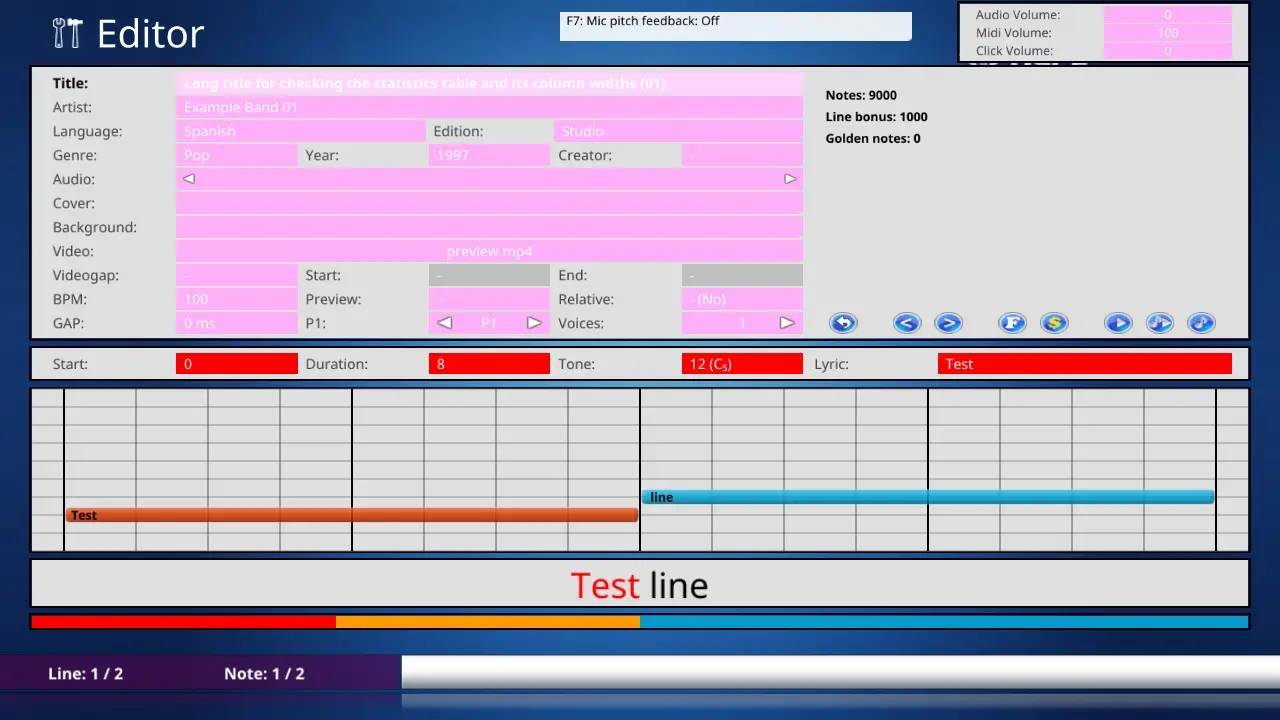 Editor
F7: Mic pitch feedback: Off
Audio Volume: 0
Midi Volume: 100
Click Volume: 0
Title: Long title for checking the statistics table and its column widths (01)
Artist: Example Band 01
Language: Spanish Edition: Studio
Genre: Pop Year: 1997 Creator: -
Audio:
Cover:
Background:
Video: preview.mp4
Videogap: - Start: - End: -
BPM: 100 Preview: - Relative: - (No)
GAP: 0 ms P1: P1 Voices: 1
Notes: 9000
Line bonus: 1000
Golden notes: 0
F S
Start: 0 Duration: 8 Tone: 12 (C₅) Lyric: Test
line
Test
Test line
Line: 1 / 2 Note: 1 / 2